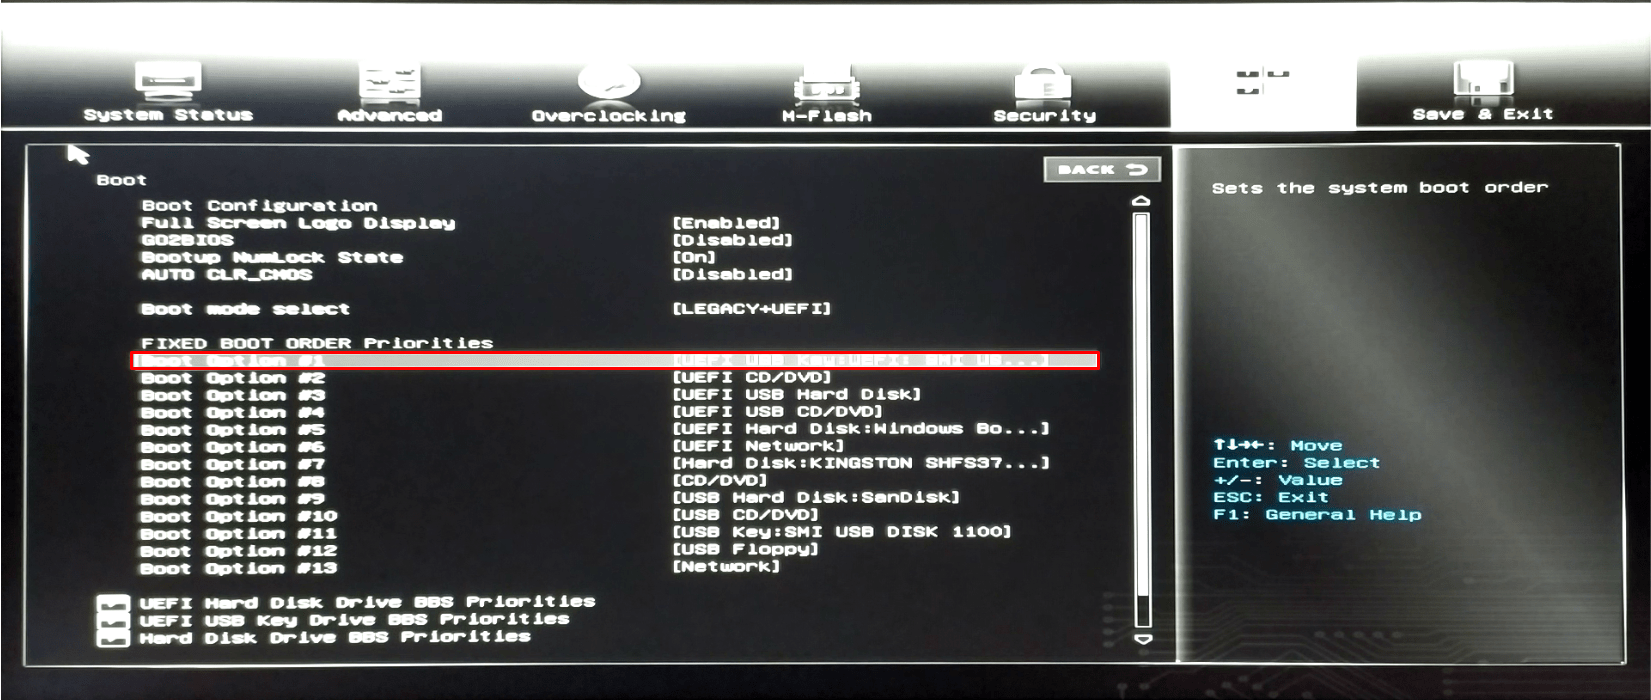 System Status Advanced Overclocking M-Flash Security Save & Exit
BACK
Boot
Boot Configuration
Full Screen Logo Display [Enabled]
GO2BIOS [Disabled]
Bootup NumLock State [On]
AUTO CLR_CMOS [Disabled]
Boot mode select [LEGACY+UEFI]
FIXED BOOT ORDER Priorities
Boot Option #1 [UEFI USB Key:UEFI: SMI US...]
Boot Option #2 [UEFI CD/DVD]
Boot Option #3 [UEFI USB Hard Disk]
Boot Option #4 [UEFI USB CD/DVD]
Boot Option #5 [UEFI Hard Disk:Windows Bo...]
Boot Option #6 [UEFI Network]
Boot Option #7 [Hard Disk:KINGSTON SHFS37...]
Boot Option #8 [CD/DVD]
Boot Option #9 [USB Hard Disk:SanDisk]
Boot Option #10 [USB CD/DVD]
Boot Option #11 [USB Key:SMI USB DISK 1100]
Boot Option #12 [USB Floppy]
Boot Option #13 [Network]
UEFI Hard Disk Drive BBS Priorities
UEFI USB Key Drive BBS Priorities
Hard Disk Drive BBS Priorities
Sets the system boot order
↑↓→←: Move
Enter: Select
+/-: Value
ESC: Exit
F1: General Help